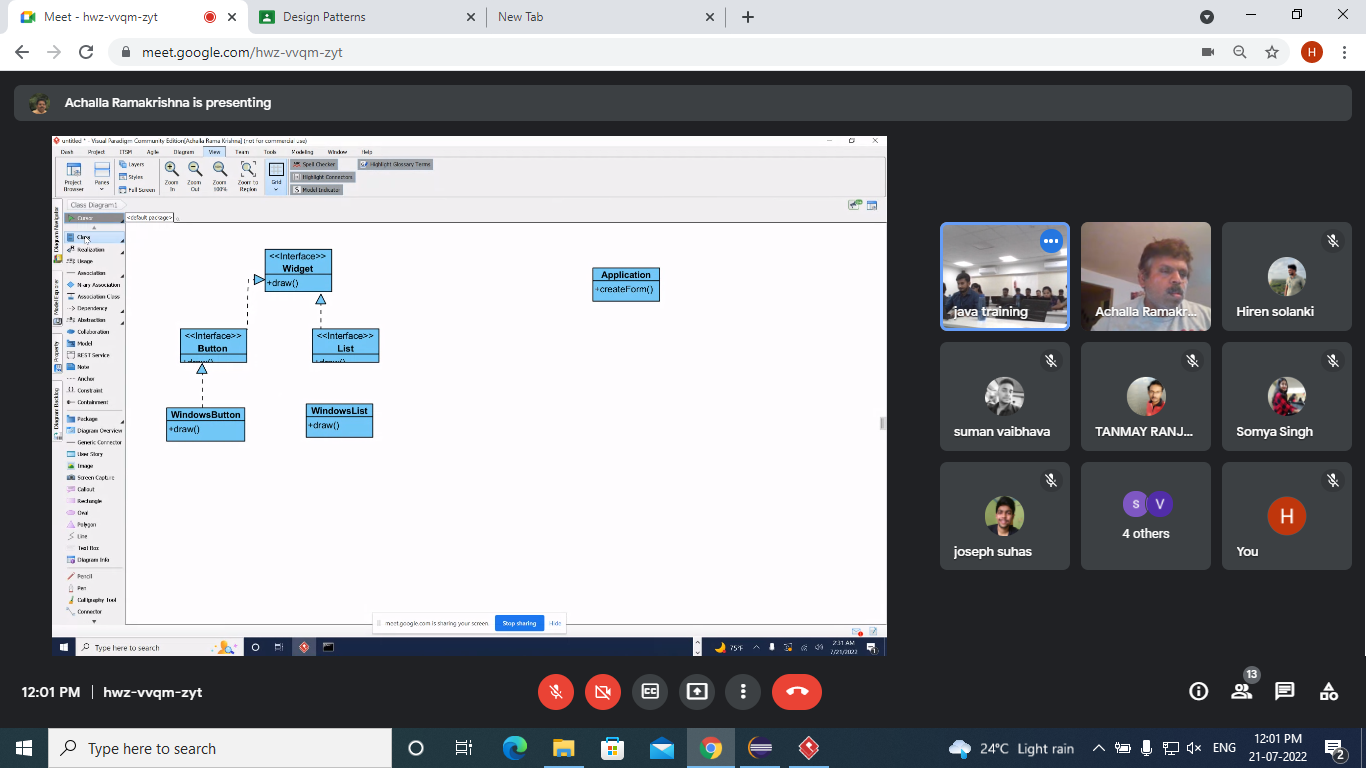 Meet - hwz-vvqm-zyt
Design Patterns
New Tab
meet.google.com/hwz-vvqm-zyt
H
Achalla Ramakrishna is presenting
untitled * - Visual Paradigm Community Edition[Achalla Rama Krishna] (not for commercial use)
Dash Project ITSM Agile Diagram View Team Tools Modeling Window Help
Project Browser
Panes
Layers
Styles
Full Screen
Zoom In
Zoom Out
Zoom 100%
Zoom to Region
Grid
Spell Checker
Highlight Connectors
Model Indicator
Highlight Glossary Terms
Class Diagram1
Diagram Navigator
Model Explorer
Property
Diagram Backlog
Cursor
<default package>
Class
Realization
Usage
Association
N-ary Association
Association Class
Dependency
Abstraction
Collaboration
Model
REST Service
Note
Anchor
Constraint
Containment
Package
Diagram Overview
Generic Connector
User Story
Image
Screen Capture
Callout
Rectangle
Oval
Polygon
Line
Text Box
Diagram Info
Pencil
Pen
Calligraphy Tool
Connector
<<Interface>>
Widget
+draw()
<<Interface>>
Button
+draw()
<<Interface>>
List
+draw()
WindowsButton
+draw()
WindowsList
+draw()
Application
+createForm()
meet.google.com is sharing your screen. Stop sharing Hide
Type here to search
75°F
2:31 AM
7/21/2022
java training
Achalla Ramakr...
Hiren solanki
suman vaibhava
TANMAY RANJ...
Somya Singh
joseph suhas
S V
4 others
H
You
12:01 PM | hwz-vvqm-zyt
13
Type here to search
24°C Light rain
ENG
12:01 PM
21-07-2022
2